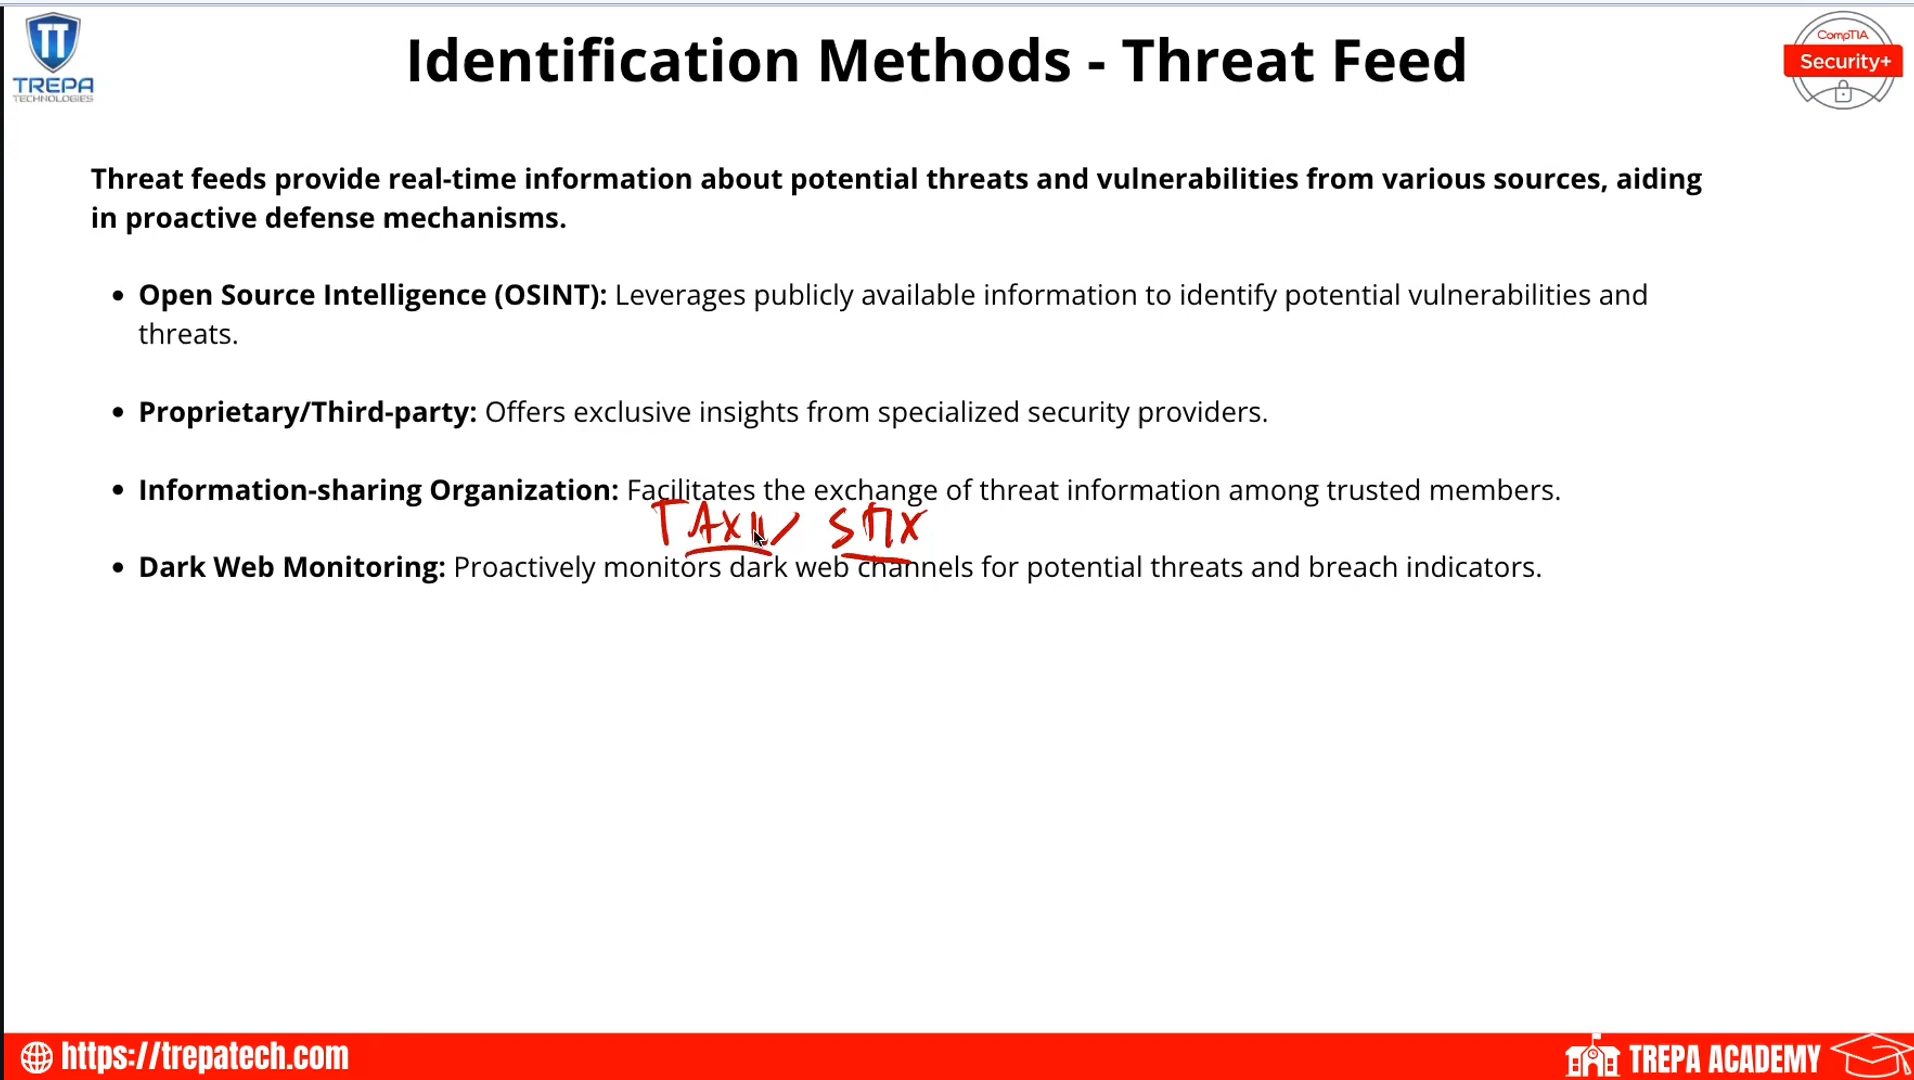 TREPA
TECHNOLOGIES
Identification Methods - Threat Feed
CompTIA
Security+
Threat feeds provide real-time information about potential threats and vulnerabilities from various sources, aiding
in proactive defense mechanisms.
• Open Source Intelligence (OSINT): Leverages publicly available information to identify potential vulnerabilities and
threats.
• Proprietary/Third-party: Offers exclusive insights from specialized security providers.
• Information-sharing Organization: Facilitates the exchange of threat information among trusted members.
TAXII/ STIX
• Dark Web Monitoring: Proactively monitors dark web channels for potential threats and breach indicators.
https://trepatech.com
TREPA ACADEMY